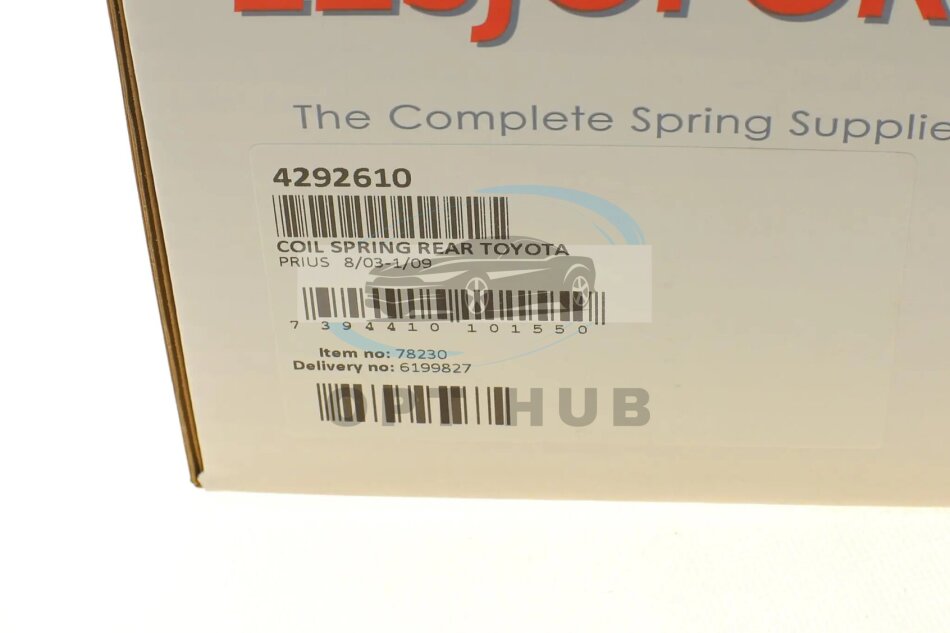 LESJÖFOR
The Complete Spring Supplie
4292610
COIL SPRING REAR TOYOTA
PRIUS 8/03-1/09
7 394410 101550
Item no: 78230
Delivery no: 6199827
OPT HUB